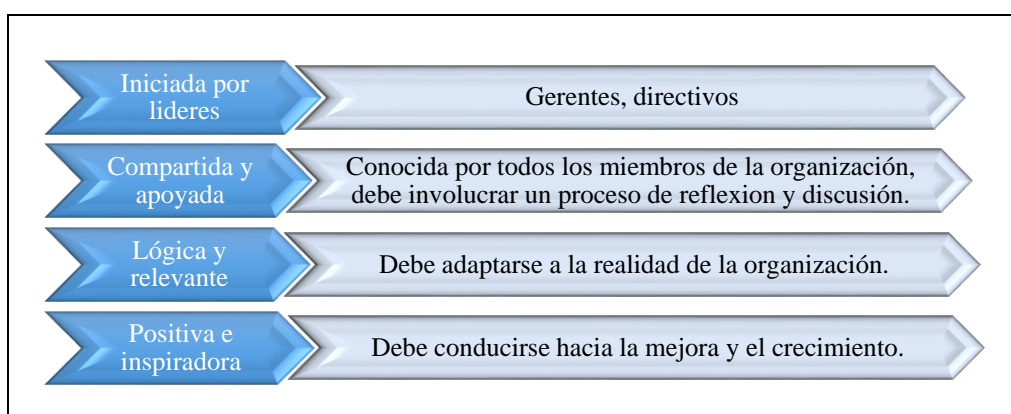 Iniciada por
lideres
Gerentes, directivos
Compartida y
apoyada
Conocida por todos los miembros de la organización,
debe involucrar un proceso de reflexion y discusión.
Lógica y
relevante
Debe adaptarse a la realidad de la organización.
Positiva e
inspiradora
Debe conducirse hacia la mejora y el crecimiento.